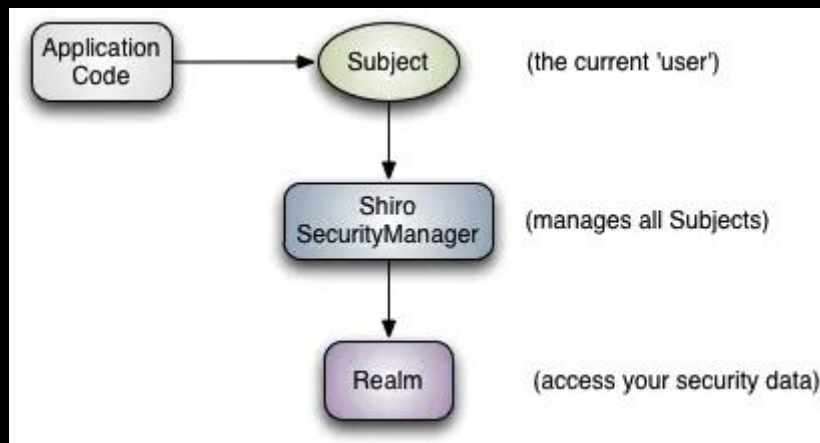 Application
Code
Subject
(the current 'user')
Shiro
SecurityManager
(manages all Subjects)
Realm
(access your security data)